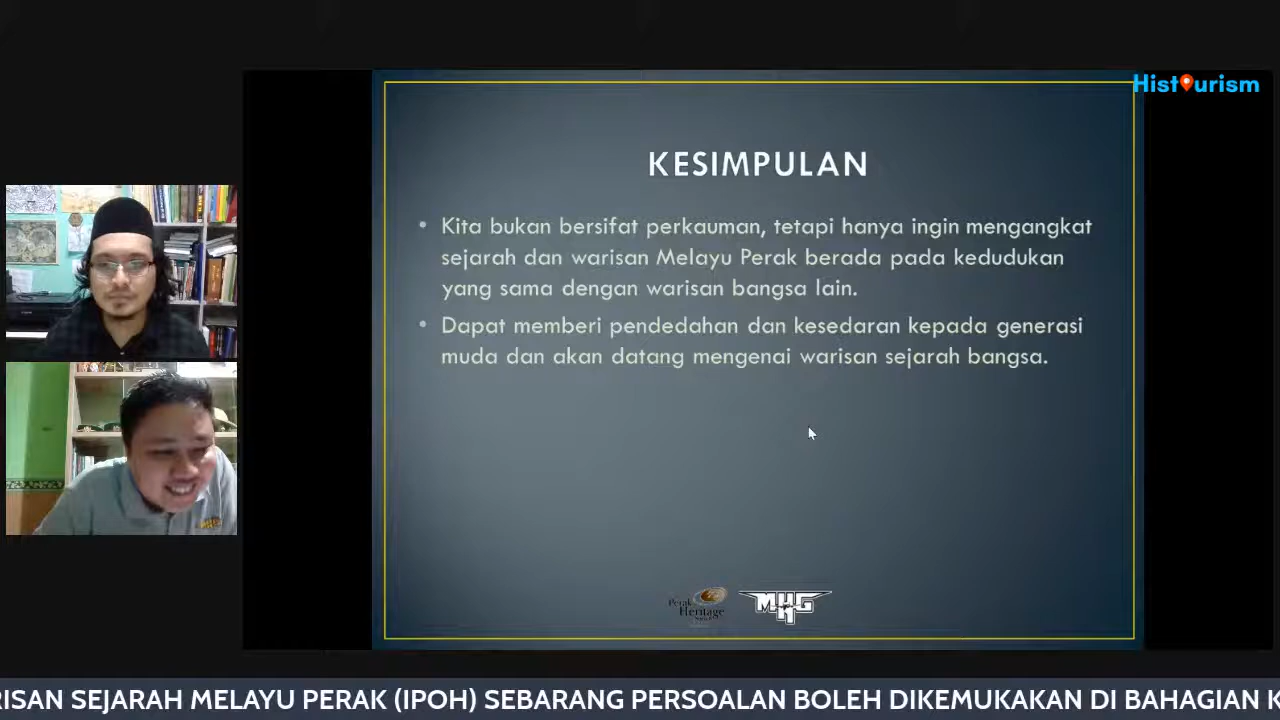 Histourism
KESIMPULAN
• Kita bukan bersifat perkauman, tetapi hanya ingin mengangkat
sejarah dan warisan Melayu Perak berada pada kedudukan
yang sama dengan warisan bangsa lain.
• Dapat memberi pendedahan dan kesedaran kepada generasi
muda dan akan datang mengenai warisan sejarah bangsa.
Perak
Heritage
RISAN SEJARAH MELAYU PERAK (IPOH) SEBARANG PERSOALAN BOLEH DIKEMUKAKAN DI BAHAGIAN K